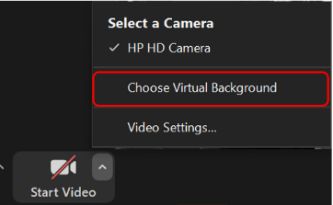 Select a Camera
✓ HP HD Camera
Choose Virtual Background
Video Settings...
Start Video